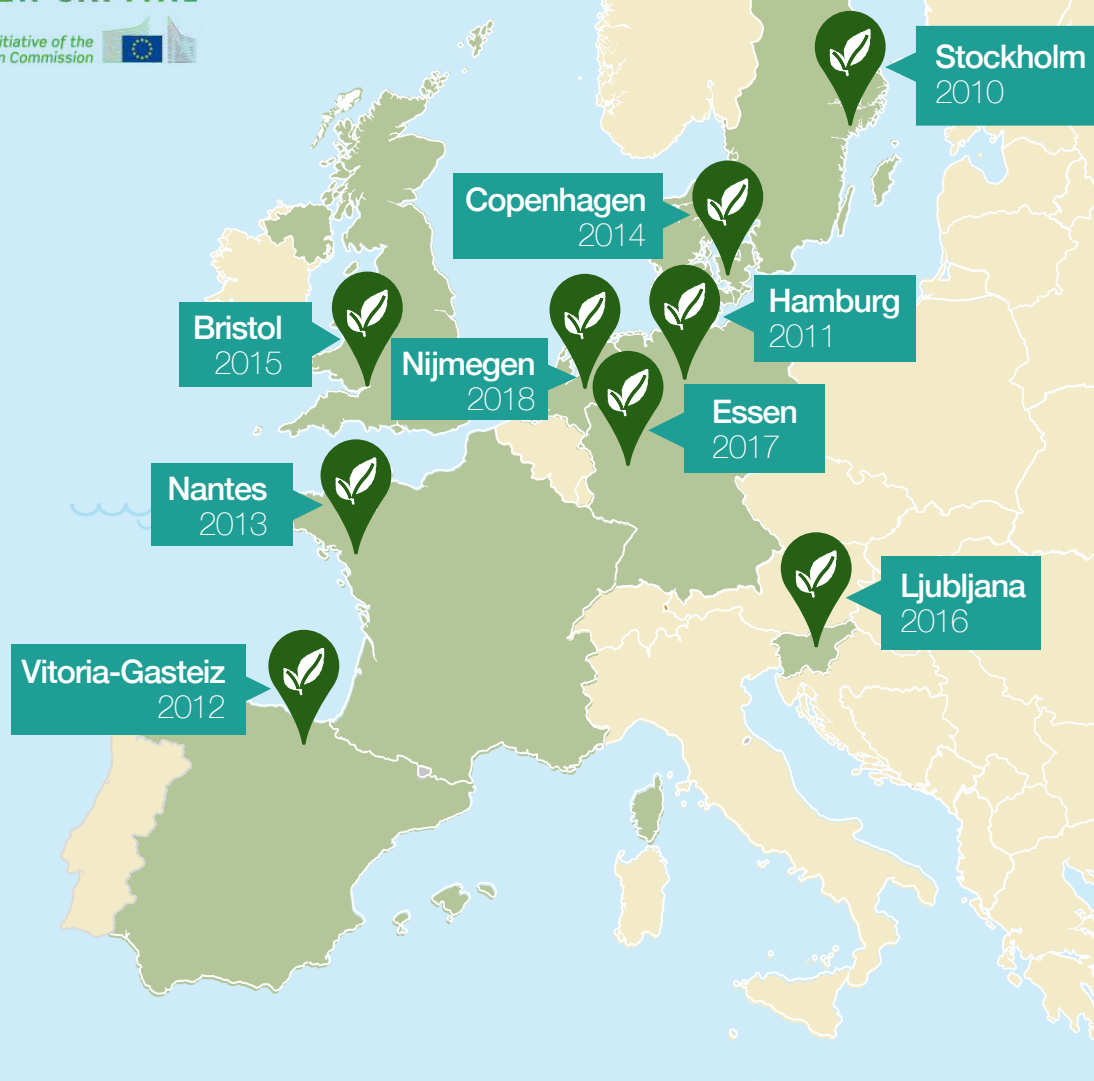 initiative of the
Commission
Stockholm
2010
Copenhagen
2014
Hamburg
2011
Bristol
2015
Nijmegen
2018
Essen
2017
Nantes
2013
Ljubljana
2016
Vitoria-Gasteiz
2012